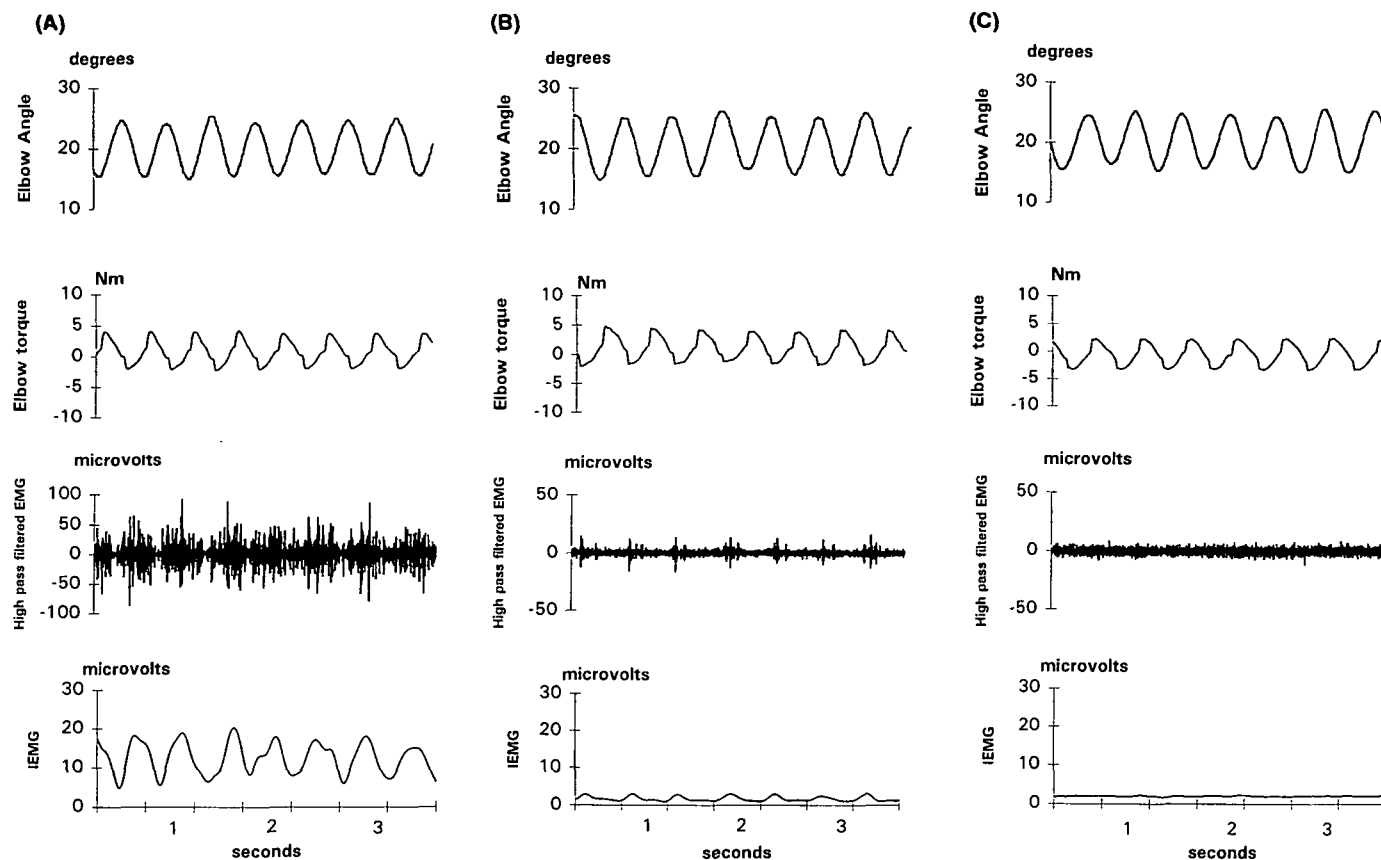 (A)
degrees
Elbow Angle
30
20
10
Nm
Elbow torque
10
5
0
-5
-10
microvolts
High pass filtered EMG
100
50
0
-50
-100
microvolts
IEMG
30
20
10
0
1 2 3
seconds
(B)
degrees
Elbow Angle
30
20
10
Nm
Elbow torque
10
5
0
-5
-10
microvolts
High pass filtered EMG
50
0
-50
microvolts
IEMG
30
20
10
0
1 2 3
seconds
(C)
degrees
Elbow Angle
30
20
10
Nm
Elbow torque
10
5
0
-5
-10
microvolts
High pass filtered EMG
50
0
-50
microvolts
IEMG
30
20
10
0
1 2 3
seconds